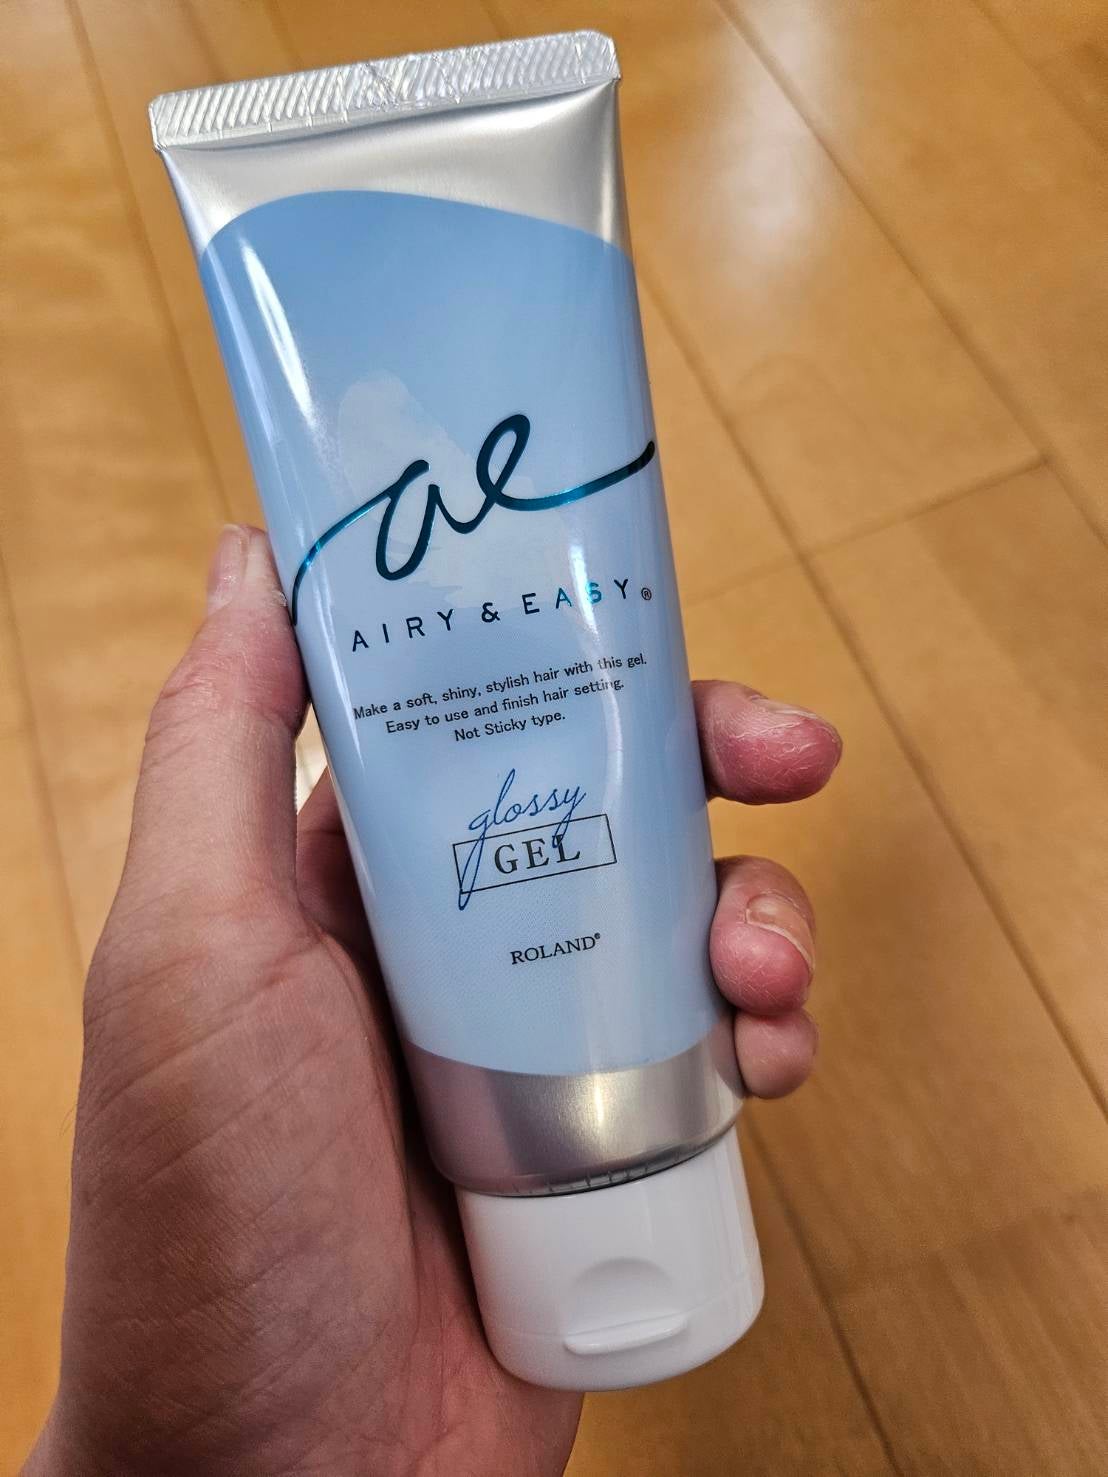 ae
AIRY & EASY®
Make a soft, shiny, stylish hair with this gel.
Easy to use and finish hair setting.
Not Sticky type.
glossy
GEL
ROLAND®